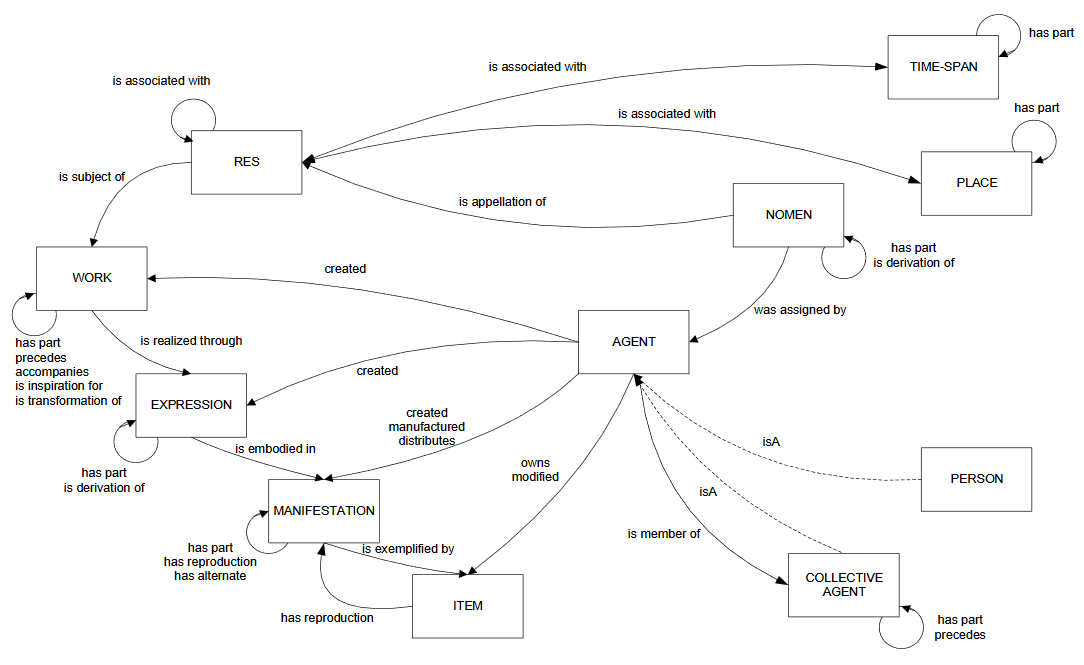 has part
is associated with
TIME-SPAN
is associated with
has part
is associated with
RES
is subject of
PLACE
is appellation of
NOMEN
has part
is derivation of
created
WORK
was assigned by
is realized through
AGENT
has part
precedes
accompanies
is inspiration for
is transformation of
created
EXPRESSION
created
manufactured
distributes
isA
is embodied in
owns
modified
has part
is derivation of
PERSON
isA
MANIFESTATION
is member of
has part
has reproduction
has alternate
is exemplified by
COLLECTIVE
AGENT
ITEM
has reproduction
has part
precedes